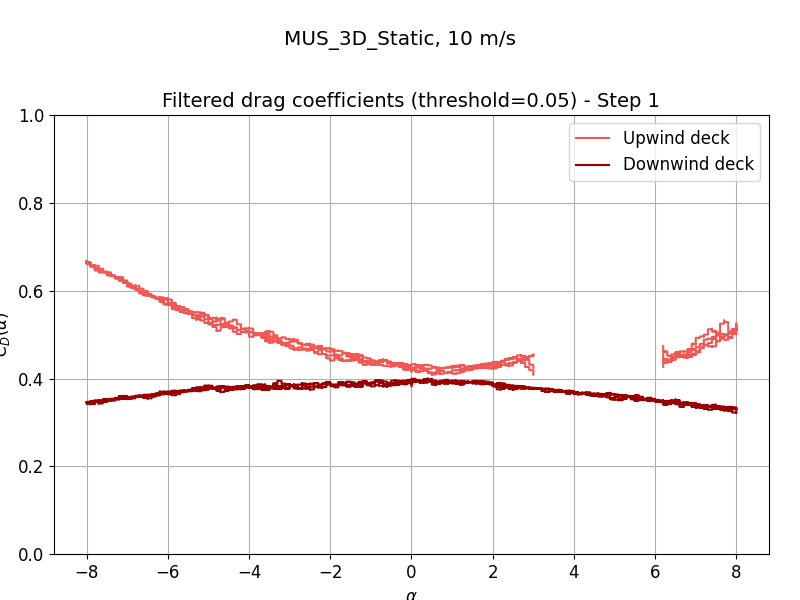 MUS_3D_Static, 10 m/s
Filtered drag coefficients (threshold=0.05) - Step 1
Upwind deck
Downwind deck
1.0
0.8
0.6
0.4
0.2
0.0
C_D(α)
−8 −6 −4 −2 0 2 4 6 8
α